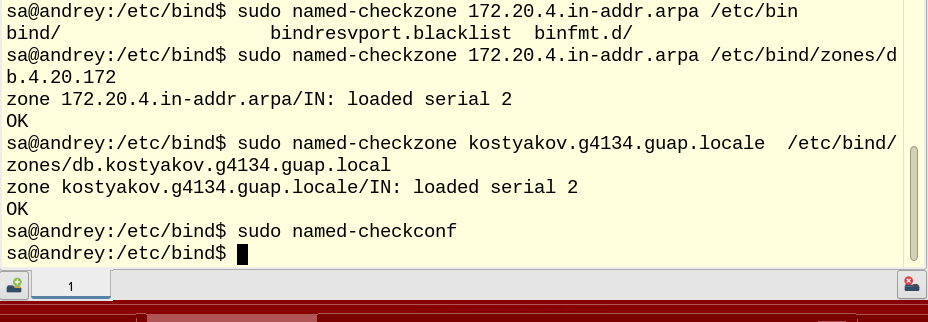 sa@andrey:/etc/bind$ sudo named-checkzone 172.20.4.in-addr.arpa /etc/bin
bind/                   bindresvport.blacklist  binfmt.d/
sa@andrey:/etc/bind$ sudo named-checkzone 172.20.4.in-addr.arpa /etc/bind/zones/d
b.4.20.172
zone 172.20.4.in-addr.arpa/IN: loaded serial 2
OK
sa@andrey:/etc/bind$ sudo named-checkzone kostyakov.g4134.guap.locale  /etc/bind/
zones/db.kostyakov.g4134.guap.local
zone kostyakov.g4134.guap.locale/IN: loaded serial 2
OK
sa@andrey:/etc/bind$ sudo named-checkconf
sa@andrey:/etc/bind$
1